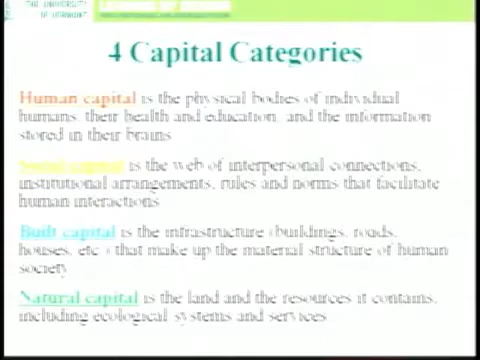 THE UNIVERSITY
OF VERMONT
4 Capital Categories
Human capital is the physical bodies of individual
humans, their health and education, and the information
stored in their brains
Social capital is the web of interpersonal connections,
institutional arrangements, rules and norms that facilitate
human interactions
Built capital is the infrastructure (buildings, roads,
houses, etc.) that make up the material structure of human
society
Natural capital is the land and the resources it contains,
including ecological systems and services